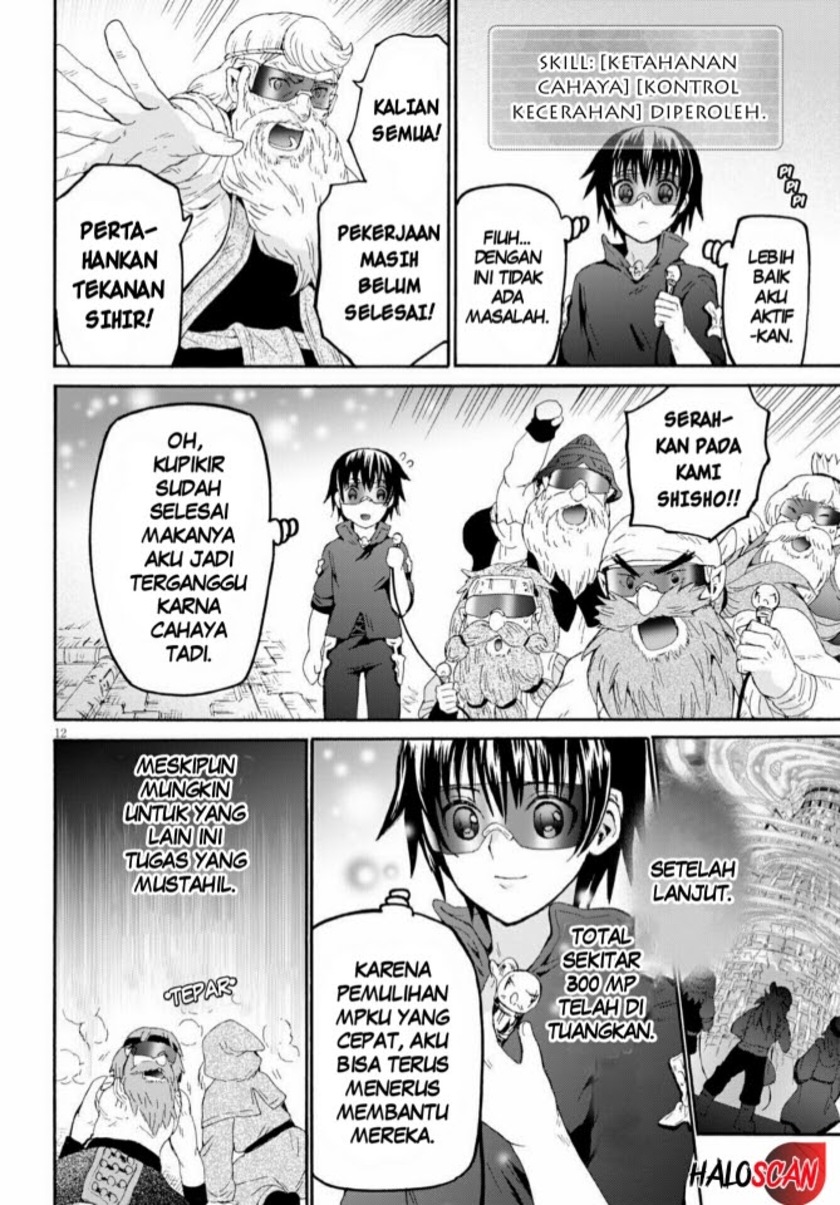 SKILL: [KETAHANAN
CAHAYA] [KONTROL
KECERAHAN] DIPEROLEH.
PI
PI
PI
LEBIH
BAIK
AKU
AKTIF
-KAN.
FIUH...
DENGAN
INI TIDAK
ADA
MASALAH.
KALIAN
SEMUA!
PEKERJAAN
MASIH
BELUM
SELESAI!
PERTA-
HANKAN
TEKANAN
SIHIR!
SERAH-
KAN PADA
KAMI
SHISHO!!
OH,
KUPIKIR
SUDAH
SELESAI
MAKANYA
AKU JADI
TERGANGGU
KARNA
CAHAYA
TADI.
12
SETELAH
LANJUT.
TOTAL
SEKITAR
300 MP
TELAH DI
TUANGKAN.
KARENA
PEMULIHAN
MPKU YANG
CEPAT, AKU
BISA TERUS
MENERUS
MEMBANTU
MEREKA.
MESKIPUN
MUNGKIN
UNTUK YANG
LAIN INI
TUGAS YANG
MUSTAHIL.
*TEPAR*
HALOSCAN